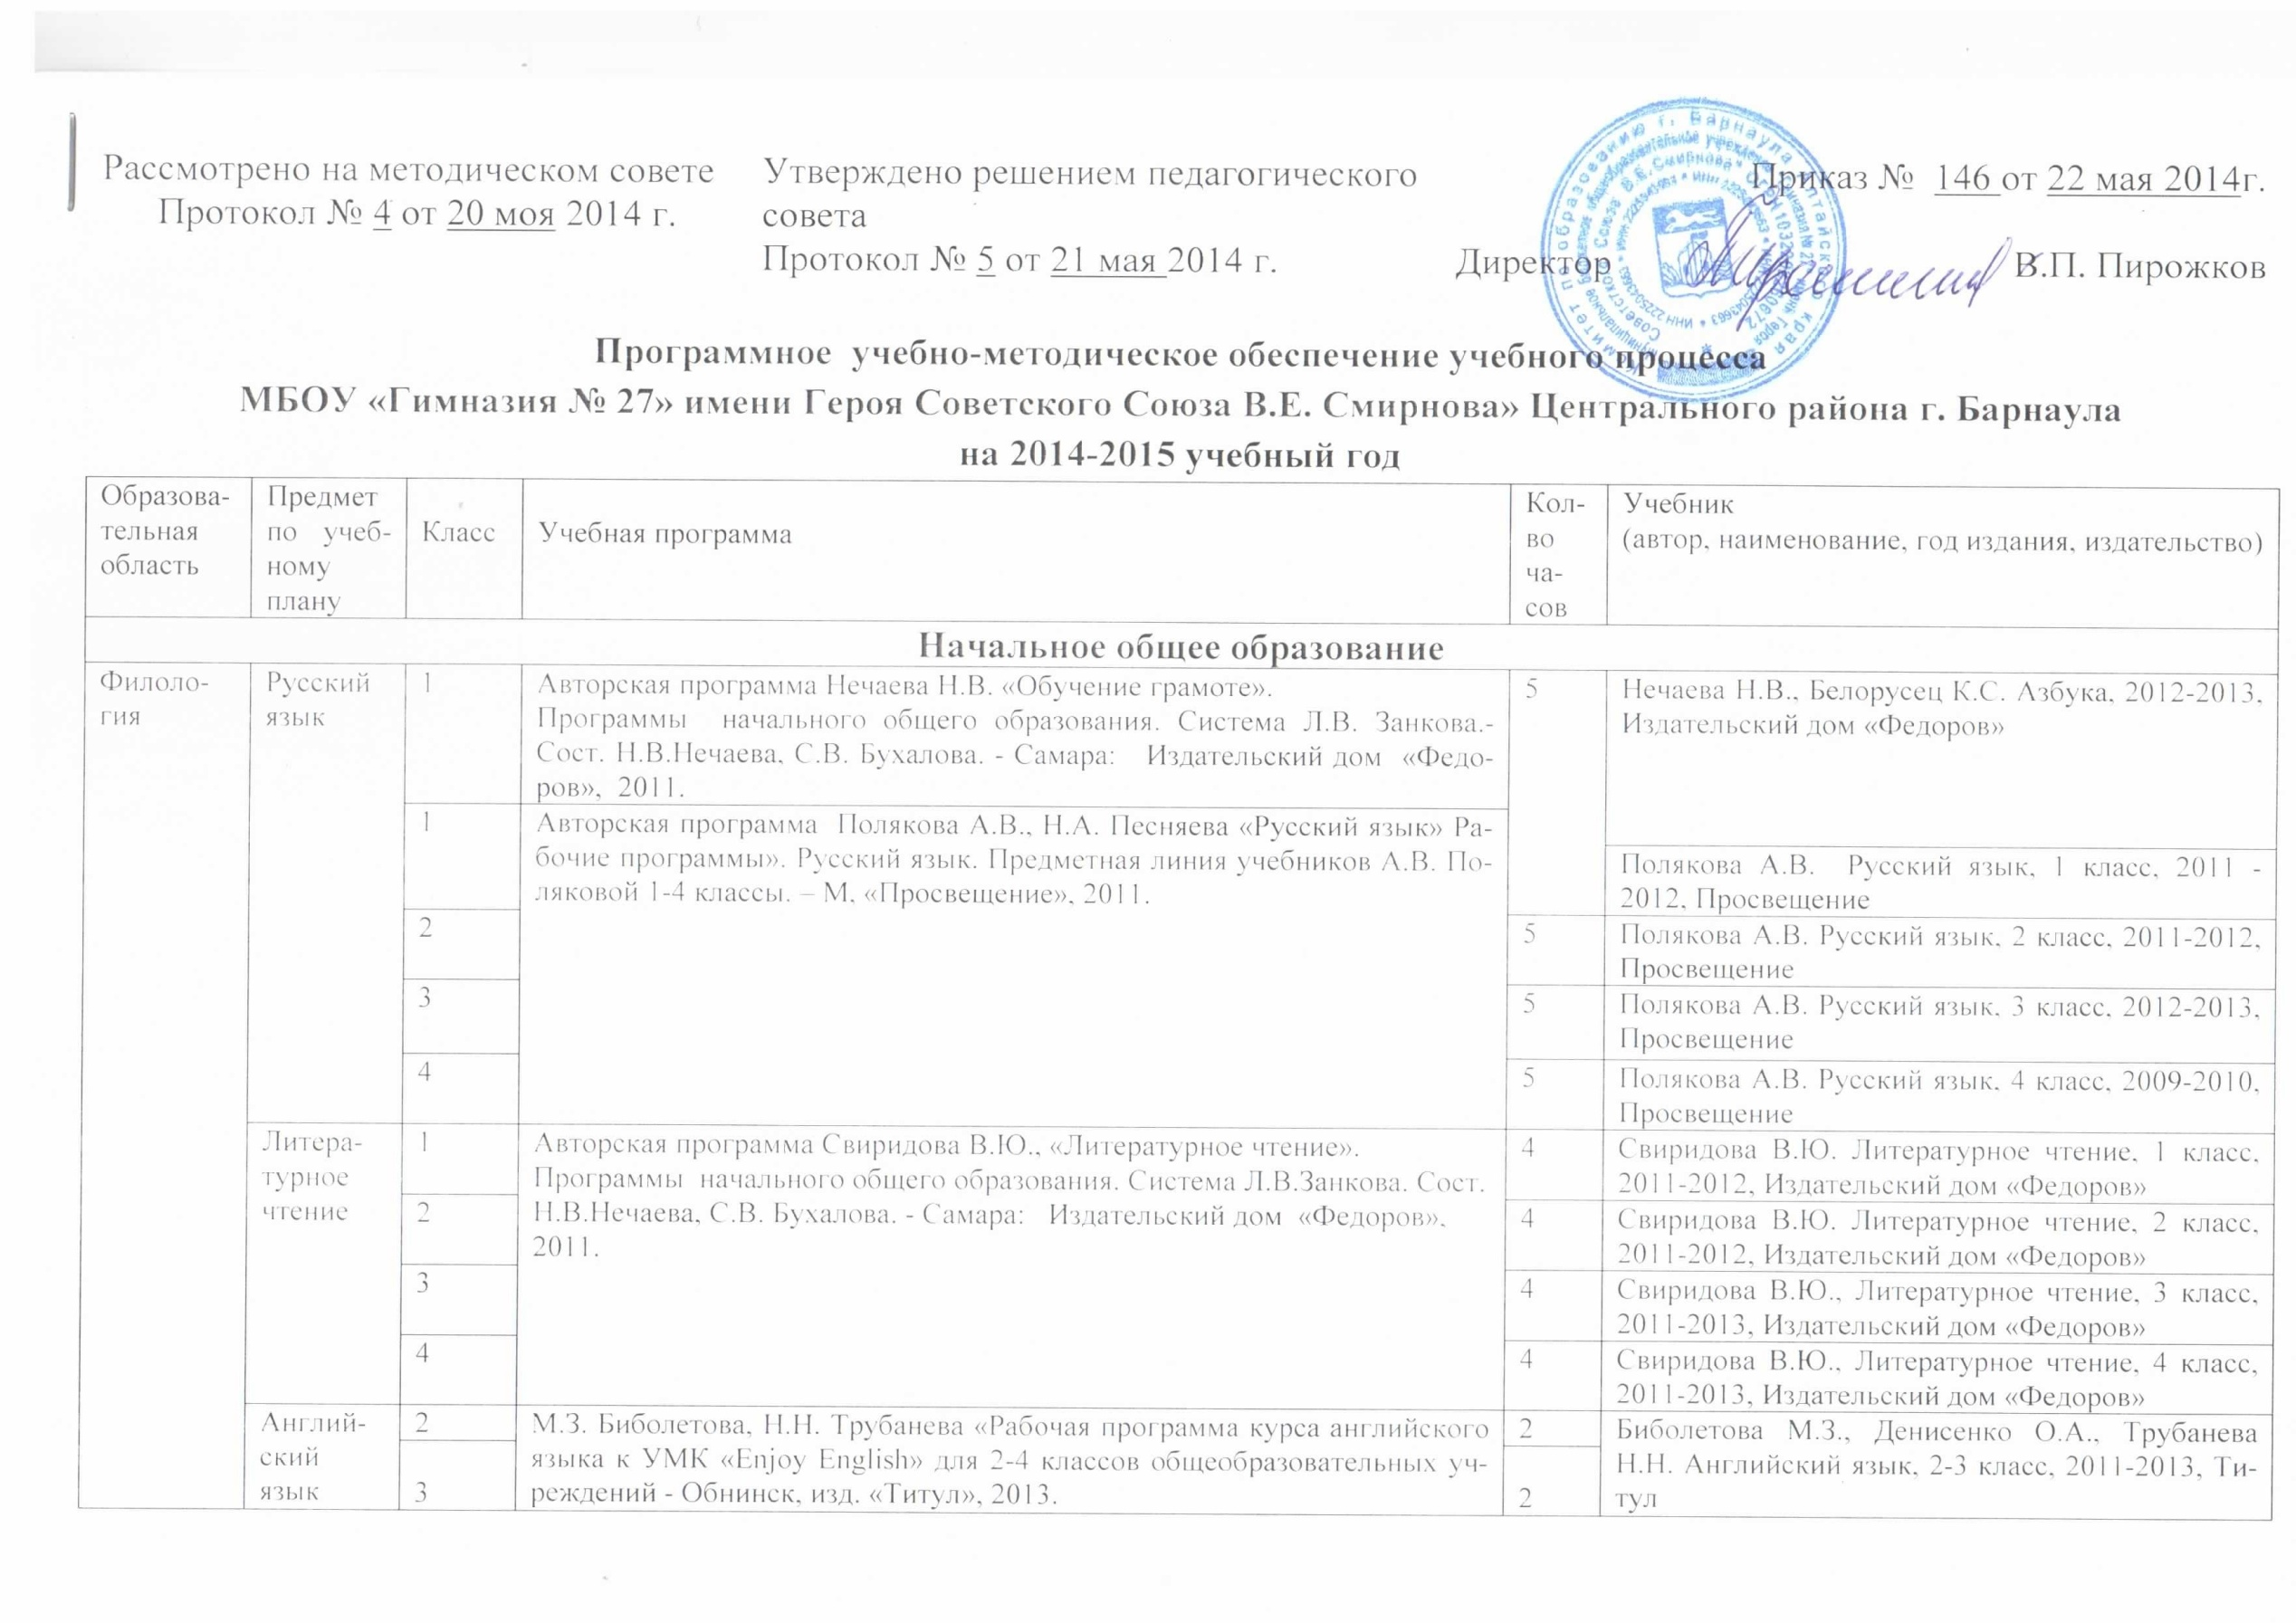 Рассмотрено на методическом совете
Протокол № 4 от 20 моя 2014 г.
Утверждено решением педагогического
совета
Протокол № 5 от 21 мая 2014 г.
Приказ № 146 от 22 мая 2014г.
Директор В.П. Пирожков
Программное учебно-методическое обеспечение учебного процесса
МБОУ «Гимназия № 27» имени Героя Советского Союза В.Е. Смирнова» Центрального района г. Барнаула
на 2014-2015 учебный год
Образова-
тельная
область
Предмет
по учеб-
ному
плану
Класс
Учебная программа
Кол-
во
ча-
сов
Учебник
(автор, наименование, год издания, издательство)
Начальное общее образование
Филоло-
гия
Русский
язык
1
Авторская программа Нечаева Н.В. «Обучение грамоте».
Программы начального общего образования. Система Л.В. Занкова.-
Сост. Н.В.Нечаева, С.В. Бухалова. - Самара: Издательский дом «Федо-
ров», 2011.
5
Нечаева Н.В., Белорусец К.С. Азбука, 2012-2013,
Издательский дом «Федоров»
1
Авторская программа Полякова А.В., Н.А. Песняева «Русский язык» Ра-
бочие программы». Русский язык. Предметная линия учебников А.В. По-
ляковой 1-4 классы. – М, «Просвещение», 2011.
Полякова А.В. Русский язык, 1 класс, 2011 -
2012, Просвещение
2
5
Полякова А.В. Русский язык, 2 класс, 2011-2012,
Просвещение
3
5
Полякова А.В. Русский язык, 3 класс, 2012-2013,
Просвещение
4
5
Полякова А.В. Русский язык, 4 класс, 2009-2010,
Просвещение
Литера-
турное
чтение
1
Авторская программа Свиридова В.Ю., «Литературное чтение».
Программы начального общего образования. Система Л.В.Занкова. Сост.
Н.В.Нечаева, С.В. Бухалова. - Самара: Издательский дом «Федоров»,
2011.
4
Свиридова В.Ю. Литературное чтение, 1 класс,
2011-2012, Издательский дом «Федоров»
2
4
Свиридова В.Ю. Литературное чтение, 2 класс,
2011-2012, Издательский дом «Федоров»
3
4
Свиридова В.Ю., Литературное чтение, 3 класс,
2011-2013, Издательский дом «Федоров»
4
4
Свиридова В.Ю., Литературное чтение, 4 класс,
2011-2013, Издательский дом «Федоров»
Англий-
ский
язык
2
М.З. Биболетова, Н.Н. Трубанева «Рабочая программа курса английского
языка к УМК «Enjoy English» для 2-4 классов общеобразовательных уч-
реждений - Обнинск, изд. «Титул», 2013.
2
Биболетова М.З., Денисенко О.А., Трубанева
Н.Н. Английский язык, 2-3 класс, 2011-2013, Ти-
тул
3
2